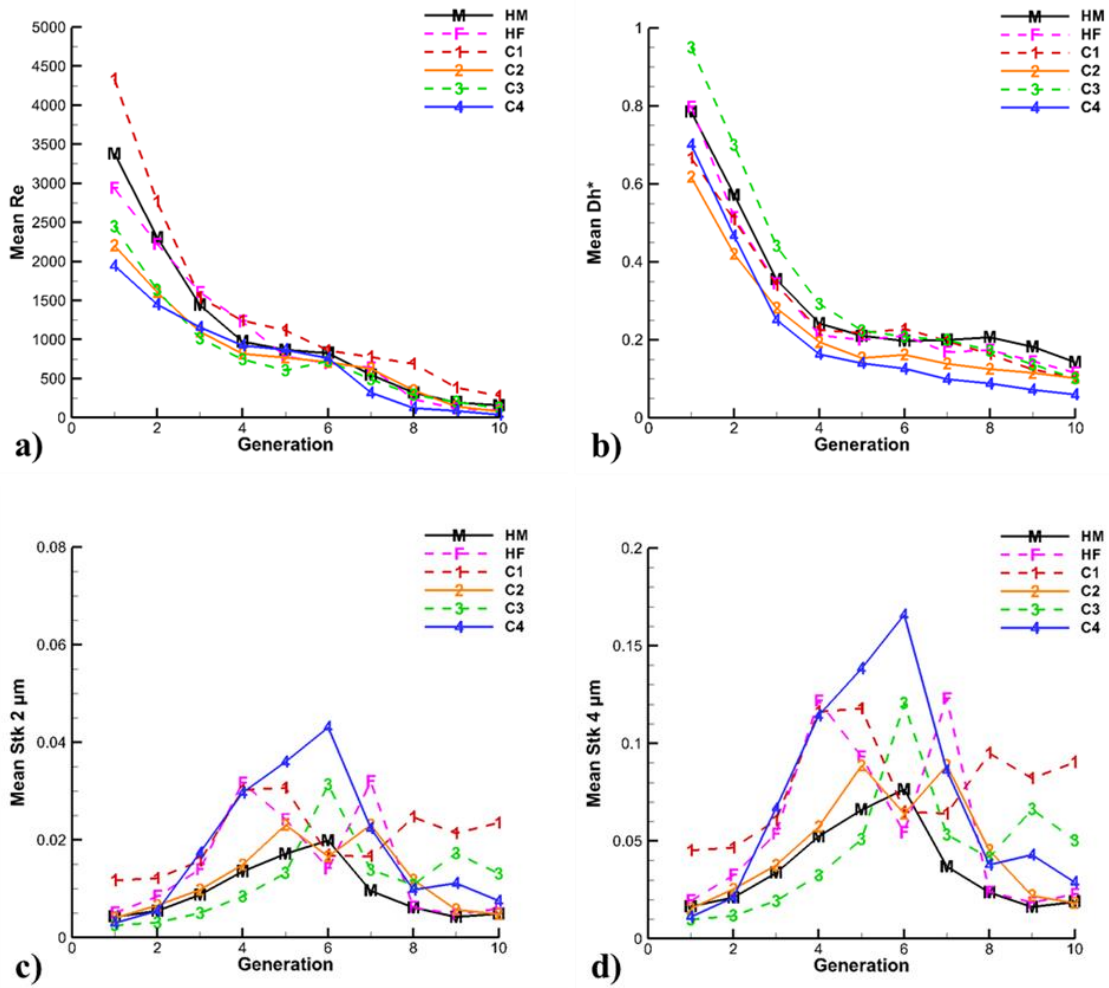 5000
4500
4000
3500
3000
2500
2000
1500
1000
500
0
Mean Re
0 2 4 6 8 10
Generation
a)
M HM
F HF
1 C1
2 C2
3 C3
4 C4
1
0.8
0.6
0.4
0.2
0
Mean Dh*
0 2 4 6 8 10
Generation
b)
M HM
F HF
1 C1
2 C2
3 C3
4 C4
0.08
0.06
0.04
0.02
0
Mean Stk 2 µm
0 2 4 6 8 10
Generation
c)
M HM
F HF
1 C1
2 C2
3 C3
4 C4
0.2
0.15
0.1
0.05
0
Mean Stk 4 µm
0 2 4 6 8 10
Generation
d)
M HM
F HF
1 C1
2 C2
3 C3
4 C4